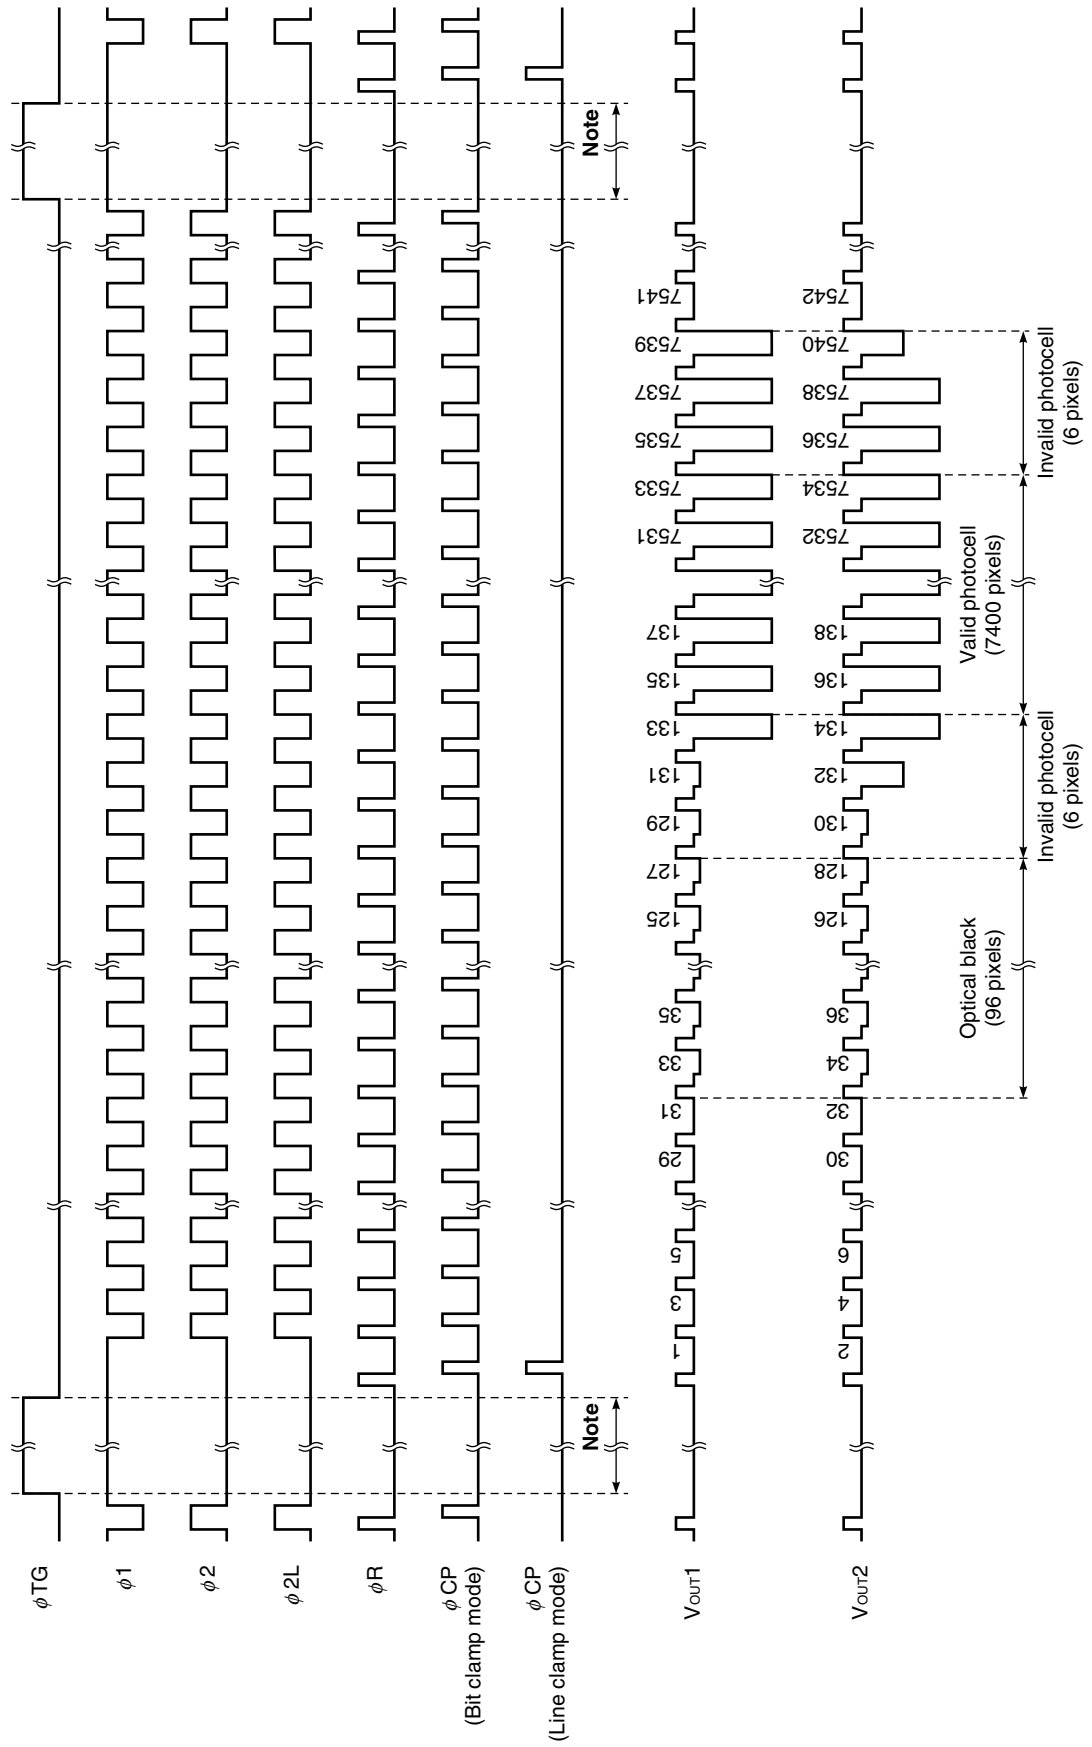 φTG
φ1
φ2
φ2L
φR
φCP
(Bit clamp mode)
φCP
(Line clamp mode)
Note
Note
VOUT1
1 3 5 29 31 33 35 125 127 129 131 133 135 137 7531 7533 7535 7537 7539 7541
VOUT2
2 4 6 30 32 34 36 126 128 130 132 134 136 138 7532 7534 7536 7538 7540 7542
Optical black
(96 pixels)
Invalid photocell
(6 pixels)
Valid photocell
(7400 pixels)
Invalid photocell
(6 pixels)